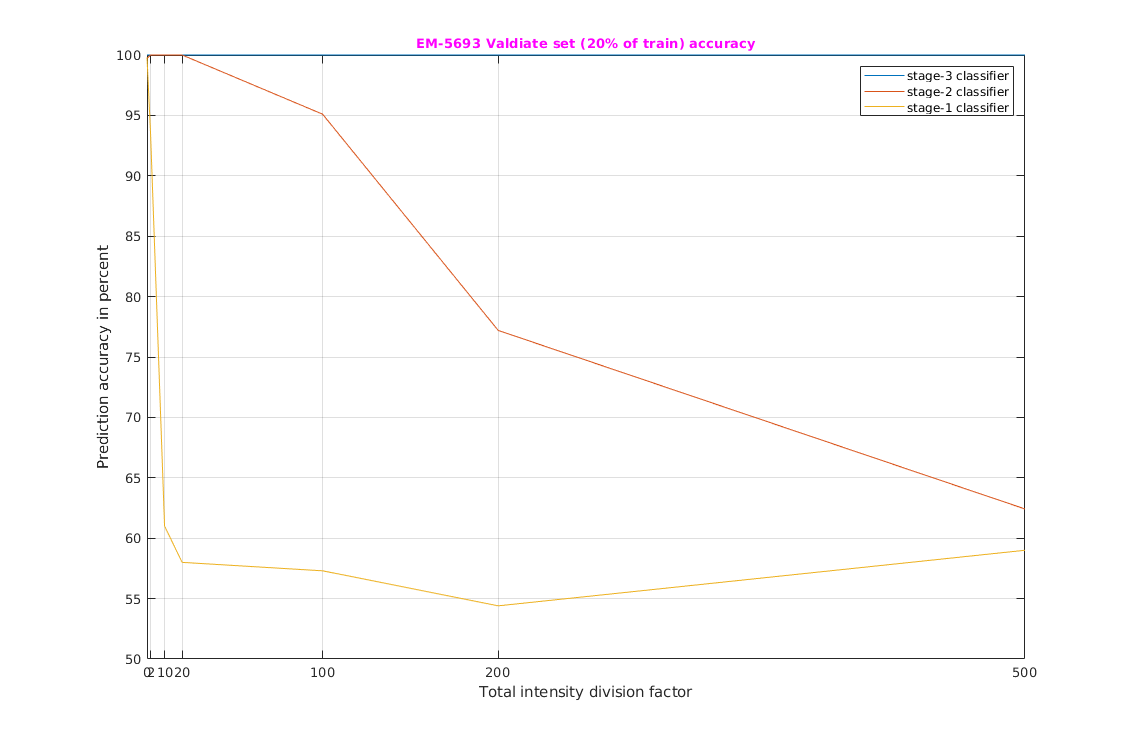 EM-5693 Valdiate set (20% of train) accuracy
100
95
90
85
80
75
70
65
60
55
50
Prediction accuracy in percent
stage-3 classifier
stage-2 classifier
stage-1 classifier
0 2 10 20 100 200 500
Total intensity division factor